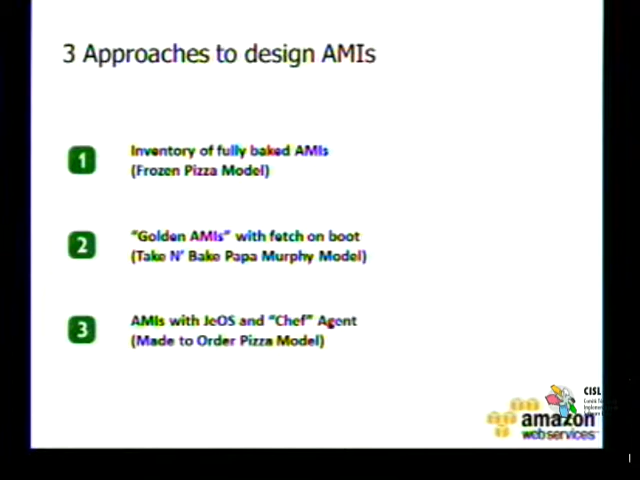 3 Approaches to design AMIs
1
Inventory of fully baked AMIs
(Frozen Pizza Model)
2
“Golden AMIs” with fetch on boot
(Take N’ Bake Papa Murphy Model)
3
AMIs with JeOS and “Chef” Agent
(Made to Order Pizza Model)
CISL
amazon
webservices